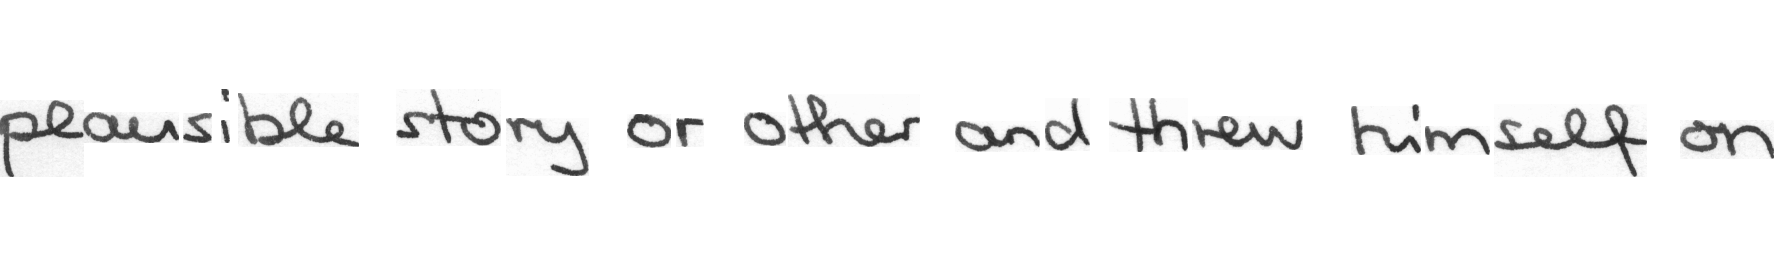 plausible story or other and threw himself on